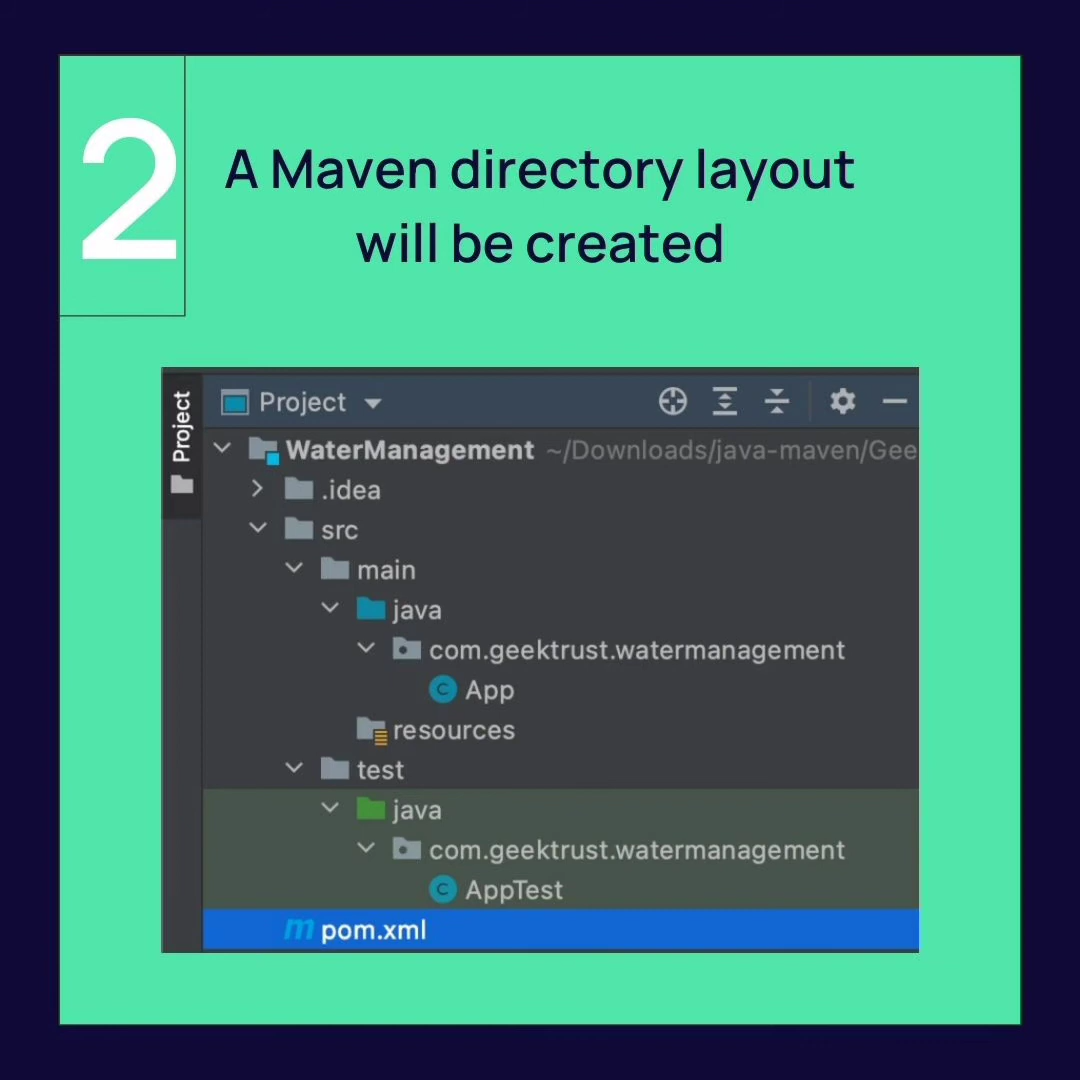 2
A Maven directory layout
will be created
Project
Project
WaterManagement ~/Downloads/java-maven/Gee
.idea
src
main
java
com.geektrust.watermanagement
C App
resources
test
java
com.geektrust.watermanagement
C AppTest
m pom.xml